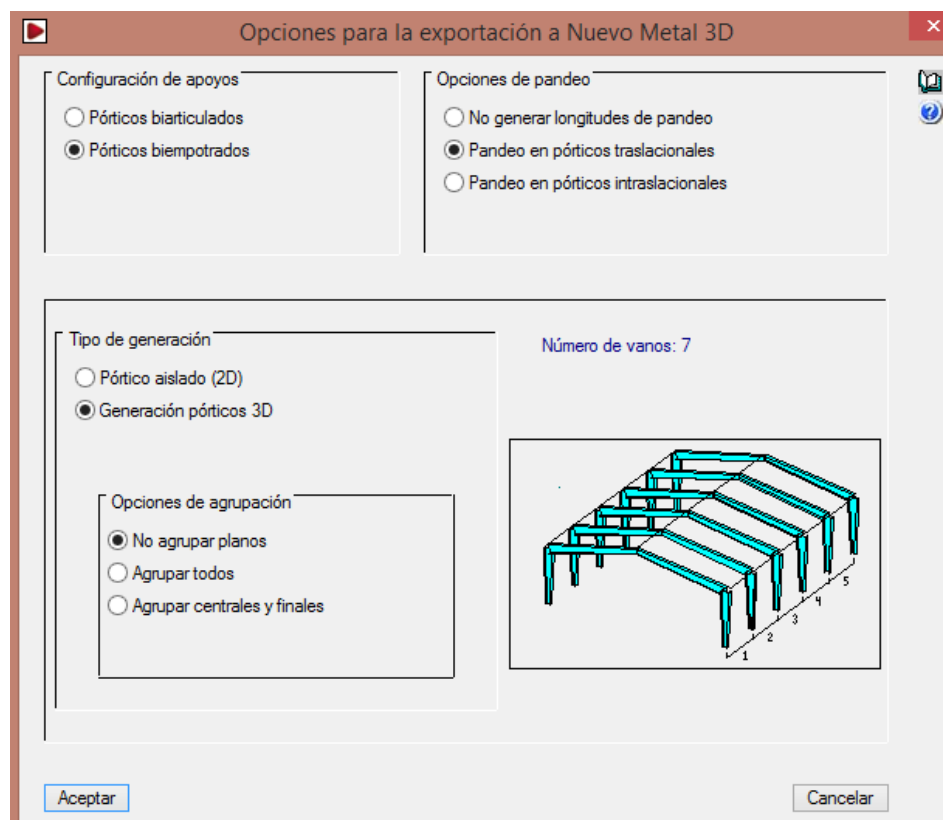 Opciones para la exportación a Nuevo Metal 3D
Configuración de apoyos
Pórticos biarticulados
Pórticos biempotrados
Opciones de pandeo
No generar longitudes de pandeo
Pandeo en pórticos traslacionales
Pandeo en pórticos intraslacionales
Tipo de generación
Pórtico aislado (2D)
Generación pórticos 3D
Opciones de agrupación
No agrupar planos
Agrupar todos
Agrupar centrales y finales
Número de vanos: 7
1
2
3
4
5
Aceptar
Cancelar